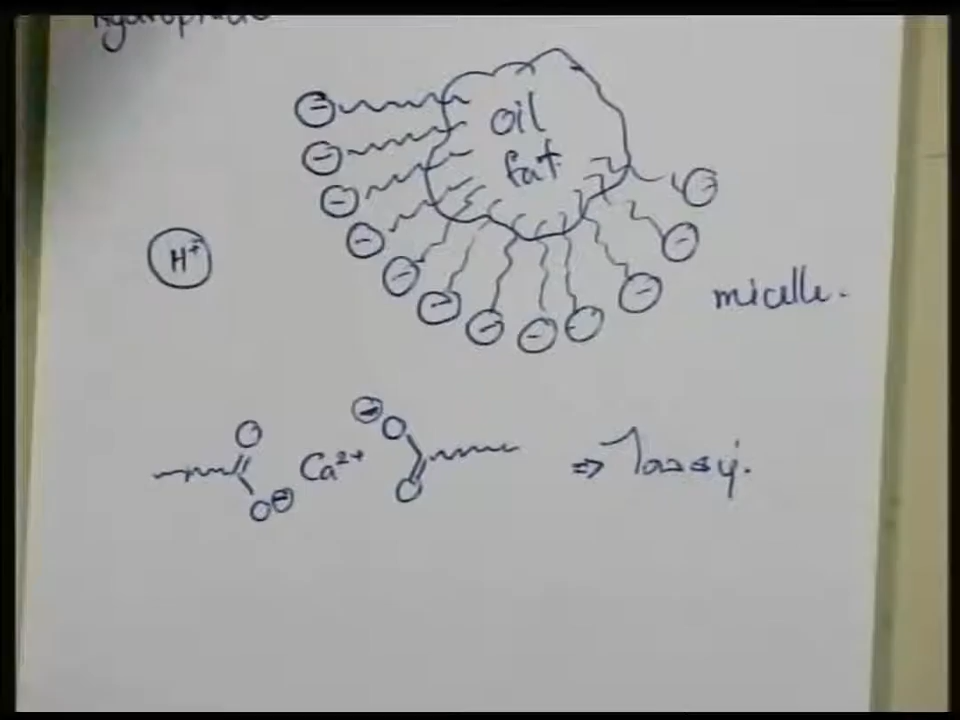 oil
fat
H⁺
micelle.
O ⊖O
Ca²⁺
O⊖ O